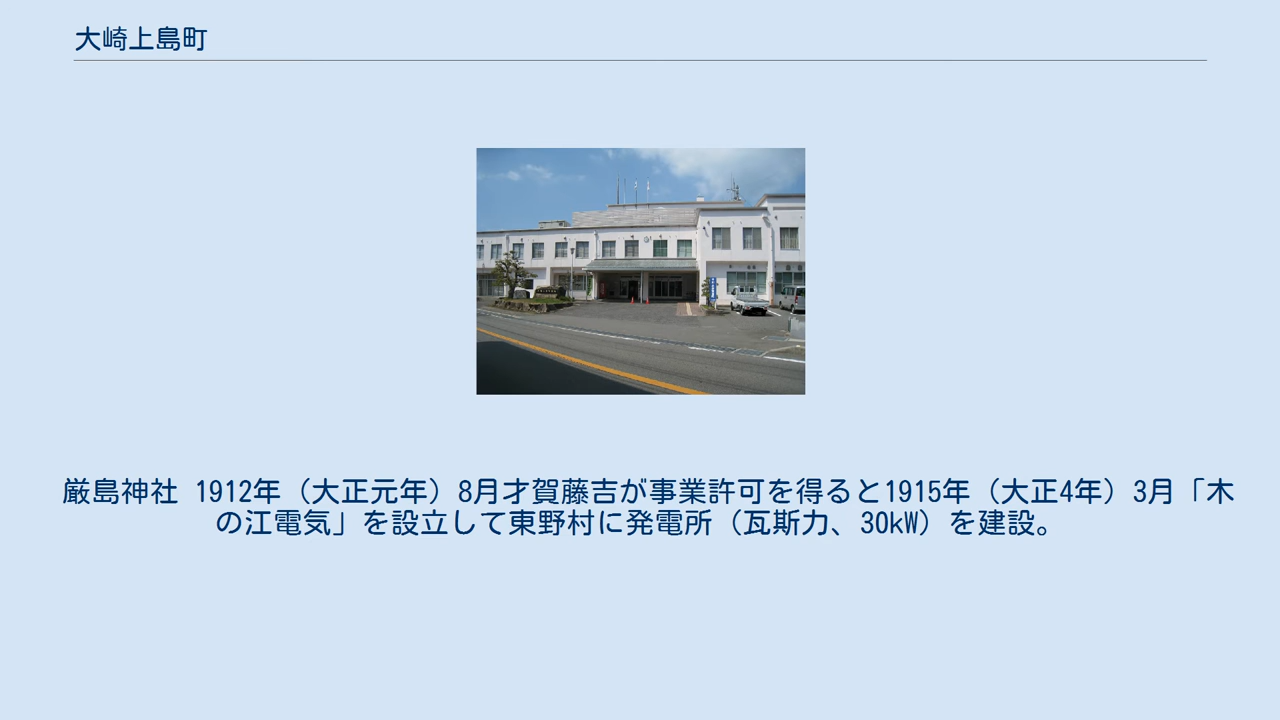 大崎上島町
厳島神社 1912年（大正元年）8月才賀藤吉が事業許可を得ると1915年（大正4年）3月「木
の江電気」を設立して東野村に発電所（瓦斯力、30kW）を建設。